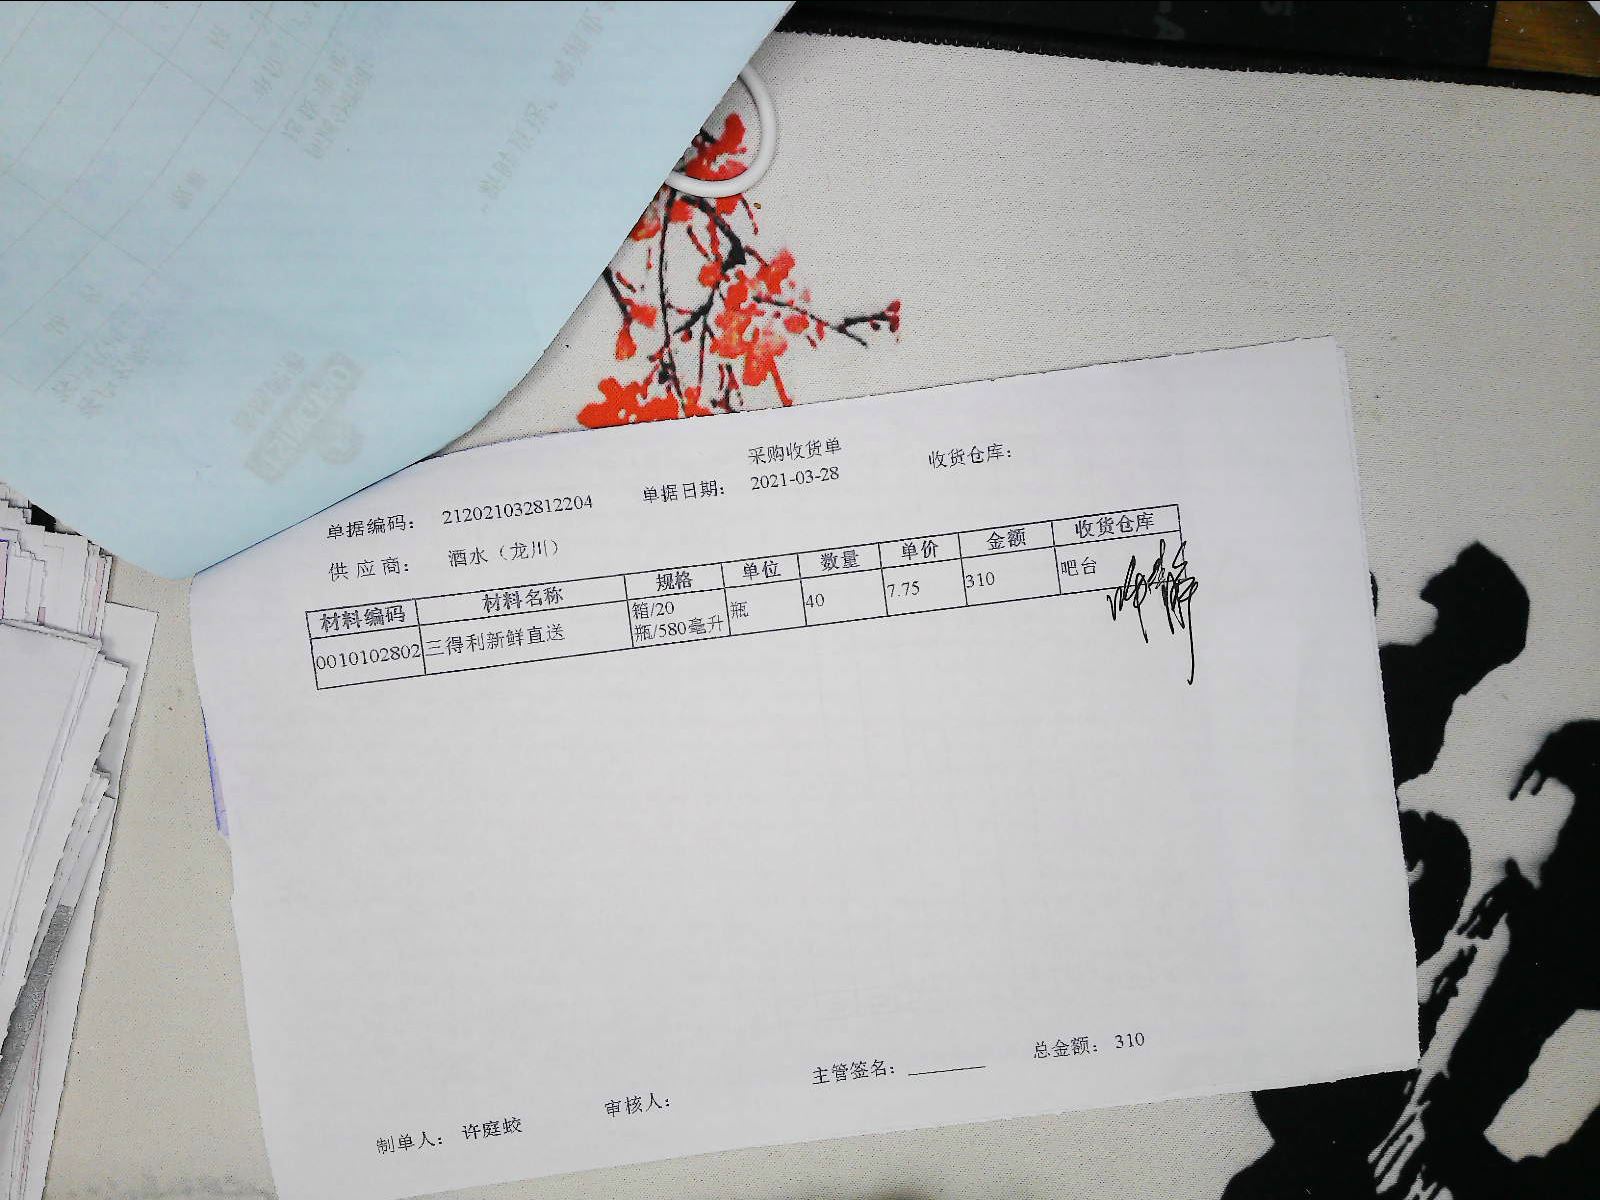 采购收货单
单据编码： 212021032812204 单据日期： 2021-03-28 收货仓库：
供应商： 酒水（龙川）
材料编码 材料名称 规格 单位 数量 单价 金额 收货仓库
0010102802 三得利新鲜直送 箱/20瓶/580毫升 瓶 40 7.75 310 吧台
主管签名： 总金额： 310
制单人： 许庭蛟 审核人：